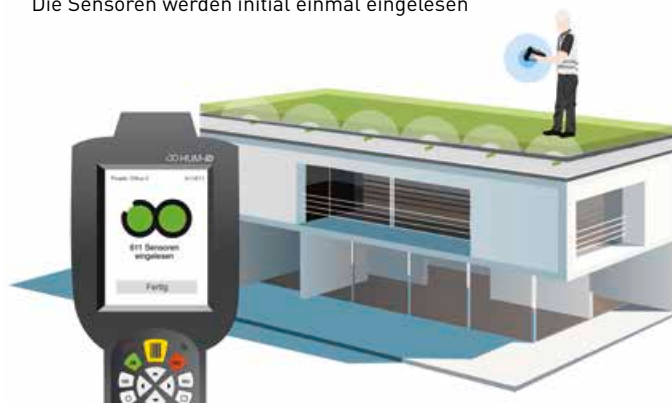 Die Sensoren werden initial einmal eingelesen
HUM-ID
611 Sensoren
eingelesen
Fertig